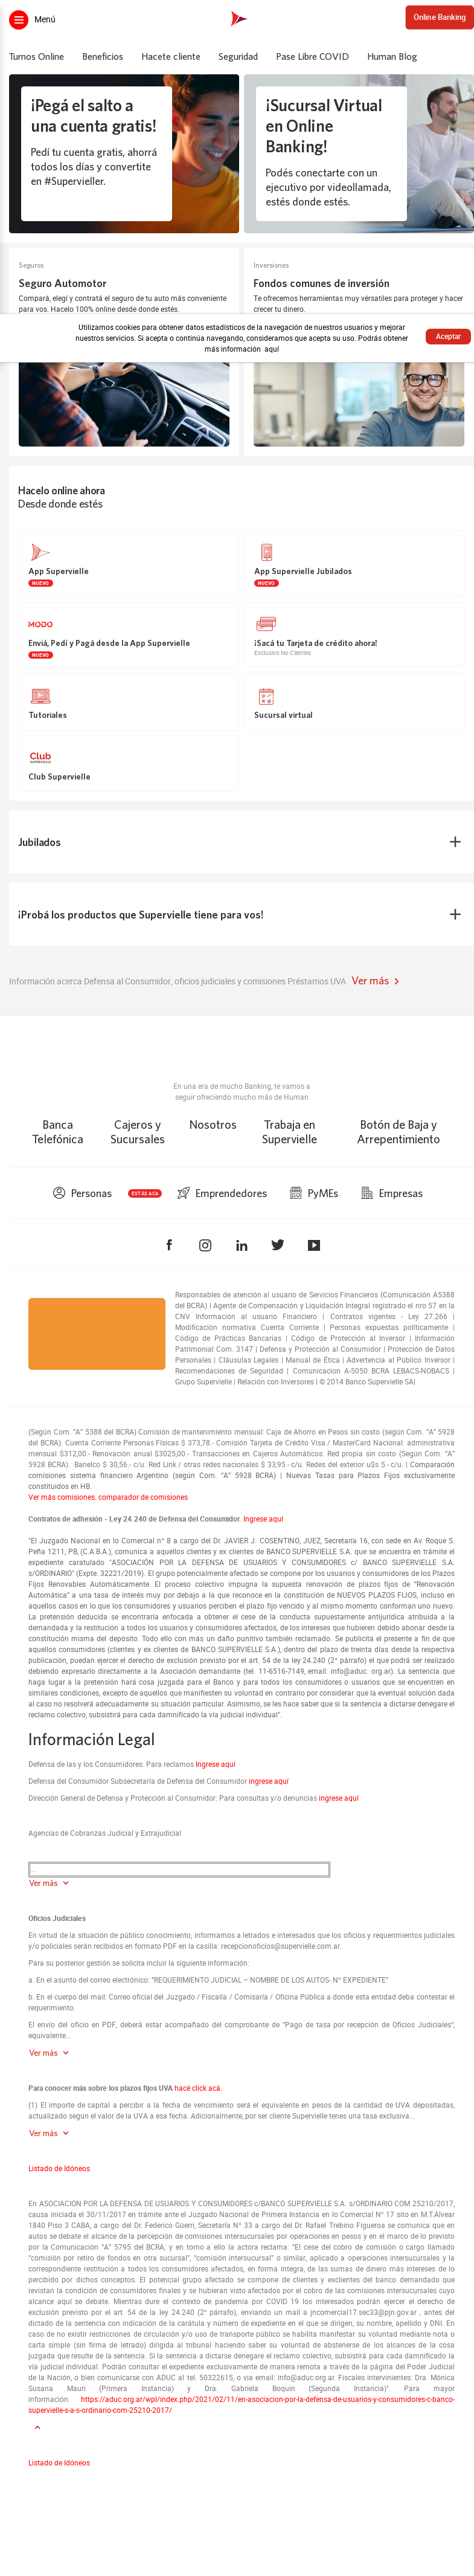 Menú
Online Banking
Turnos Online
Beneficios
Hacete cliente
Seguridad
Pase Libre COVID
Human Blog
¡Pegá el salto a
una cuenta gratis!
Pedí tu cuenta gratis, ahorrá
todos los días y convertite
en #Supervieller.
¡Sucursal Virtual
en Online
Banking!
Podés conectarte con un
ejecutivo por videollamada,
estés donde estés.
Seguros
Seguro Automotor
Compará, elegí y contratá el seguro de tu auto más conveniente
para vos. Hacelo 100% online desde donde estés.
Inversiones
Fondos comunes de inversión
Te ofrecemos herramientas muy versátiles para proteger y hacer
crecer tu dinero.
Utilizamos cookies para obtener datos estadísticos de la navegación de nuestros usuarios y mejorar
nuestros servicios. Si acepta o continúa navegando, consideramos que acepta su uso. Podrás obtener
más información aquí
Aceptar
Hacelo online ahora
Desde donde estés
App Supervielle
NUEVO
App Supervielle Jubilados
NUEVO
MODO
Enviá, Pedí y Pagá desde la App Supervielle
NUEVO
¡Sacá tu Tarjeta de crédito ahora!
Exclusivo No Clientes
Tutoriales
Sucursal virtual
Club
SUPERVIELLE
Club Supervielle
Jubilados
¡Probá los productos que Supervielle tiene para vos!
Información acerca Defensa al Consumidor, oficios judiciales y comisiones Préstamos UVA Ver más
En una era de mucho Banking, te vamos a
seguir ofreciendo mucho más de Human
Banca
Telefónica
Cajeros y
Sucursales
Nosotros
Trabaja en
Supervielle
Botón de Baja y
Arrepentimiento
Personas
ESTÁS ACÁ
Emprendedores
PyMEs
Empresas
Responsables de atención al usuario de Servicios Financieros (Comunicación A5388
del BCRA) | Agente de Compensación y Liquidación Integral registrado el nro 57 en la
CNV Información al usuario Financiero | Contratos vigentes - Ley 27.266 |
Modificación normativa Cuenta Corriente | Personas expuestas políticamente |
Código de Prácticas Bancarias | Código de Protección al Inversor | Información
Patrimonial Com. 3147 | Defensa y Protección al Consumidor | Protección de Datos
Personales | Cláusulas Legales | Manual de Ética | Advertencia al Público Inversor |
Recomendaciones de Seguridad | Comunicacion A-5050 BCRA LEBACS-NOBACS |
Grupo Supervielle | Relación con Inversores | © 2014 Banco Supervielle SA|
(Según Com. "A" 5388 del BCRA) Comisión de mantenimiento mensual: Caja de Ahorro en Pesos sin costo (según Com. "A" 5928
del BCRA). Cuenta Corriente Personas Físicas $ 373,78.- Comisión Tarjeta de Crédito Visa / MasterCard Nacional: administrativa
mensual $312,00.- Renovación anual $3025,00.- Transacciones en Cajeros Automáticos: Red propia sin costo (Según Com. "A"
5928 BCRA). Banelco $ 30,56.- c/u. Red Link / otras redes nacionales $ 33,95.- c/u. Redes del exterior u$s 5.- c/u. | Comparación
comisiones sistema financiero Argentino (según Com. "A" 5928 BCRA) | Nuevas Tasas para Plazos Fijos exclusivamente
constituidos en HB.
Ver más comisiones. comparador de comisiones
Contratos de adhesión - Ley 24.240 de Defensa del Consumidor. Ingrese aquí
"El Juzgado Nacional en lo Comercial n° 8 a cargo del Dr. JAVIER J. COSENTINO, JUEZ, Secretaría 16, con sede en Av. Roque S.
Peña 1211, PB, (C.A.B.A.), comunica a aquellos clientes y ex clientes de BANCO SUPERVIELLE S.A. que se encuentra en trámite el
expediente caratulado "ASOCIACIÓN POR LA DEFENSA DE USUARIOS Y CONSUMIDORES c/ BANCO SUPERVIELLE S.A.
s/ORDINARIO" (Expte. 32221/2019). El grupo potencialmente afectado se compone por los usuarios y consumidores de los Plazos
Fijos Renovables Automáticamente. El proceso colectivo impugna la supuesta renovación de plazos fijos de "Renovación
Automática" a una tasa de interés muy por debajo a la que reconoce en la constitución de NUEVOS PLAZOS FIJOS, incluso en
aquellos casos en lo que los consumidores y usuarios perciben el plazo fijo vencido y al mismo momento conforman uno nuevo.
La pretensión deducida se encontraría enfocada a obtener el cese de la conducta supuestamente antijurídica atribuida a la
demandada y la restitución a todos los usuarios y consumidores afectados, de los intereses que hubieren debido abonar desde la
constitución misma del depósito. Todo ello con más un daño punitivo también reclamado. Se publicita el presente a fin de que
aquellos consumidores (clientes y ex clientes de BANCO SUPERVIELLE S.A.), dentro del plazo de treinta días desde la respectiva
publicación, puedan ejercer el derecho de exclusión previsto por el art. 54 de la ley 24.240 (2° párrafo) el que podrá ser realizado
debiendo expresarlo directamente a la Asociación demandante (tel. 11-6516-7149, email: info@aduc. org.ar). La sentencia que
haga lugar a la pretensión hará cosa juzgada para el Banco y para todos los consumidores o usuarios que se encuentren en
similares condiciones, excepto de aquellos que manifiesten su voluntad en contrario por considerar que la eventual solución dada
al caso no resolverá adecuadamente su situación particular. Asimismo, se les hace saber que si la sentencia a dictarse denegare el
reclamo colectivo, subsistirá para cada damnificado la vía judicial individual".
Información Legal
Defensa de las y los Consumidores. Para reclamos Ingrese aquí
Defensa del Consumidor Subsecretaría de Defensa del Consumidor ingrese aquí
Dirección General de Defensa y Protección al Consumidor: Para consultas y/o denuncias ingrese aquí
Agencias de Cobranzas Judicial y Extrajudicial
...
Ver más
Oficios Judiciales
En virtud de la situación de público conocimiento, informamos a letrados e interesados que los oficios y requerimientos judiciales
y/o policiales serán recibidos en formato PDF en la casilla: recepcionoficios@supervielle.com.ar.
Para su posterior gestión se solicita incluir la siguiente información:
a. En el asunto del correo electrónico: "REQUERIMIENTO JUDICIAL – NOMBRE DE LOS AUTOS- N° EXPEDIENTE"
b. En el cuerpo del mail: Correo oficial del Juzgado / Fiscalía / Comisaría / Oficina Pública a donde esta entidad deba contestar el
requerimiento.
El envío del oficio en PDF, deberá estar acompañado del comprobante de "Pago de tasa por recepción de Oficios Judiciales",
equivalente...
Ver más
Para conocer más sobre los plazos fijos UVA hacé click acá.
(1) El importe de capital a percibir a la fecha de vencimiento será el equivalente en pesos de la cantidad de UVA depositadas,
actualizado según el valor de la UVA a esa fecha. Adicionalmente, por ser cliente Supervielle tenes una tasa exclusiva...
Ver más
Listado de Idóneos
En ASOCIACION POR LA DEFENSA DE USUARIOS Y CONSUMIDORES c/BANCO SUPERVIELLE S.A. s/ORDINARIO COM 25210/2017,
causa iniciada el 30/11/2017 en trámite ante el Juzgado Nacional de Primera Instancia en lo Comercial N° 17 sito en M.T.Alvear
1840 Piso 3 CABA, a cargo del Dr. Federico Güerri, Secretaría N° 33 a cargo del Dr. Rafael Trebino Figueroa se comunica que en
autos se debate el alcance de la percepción de comisiones intersucursales por operaciones en pesos y en el marco de lo previsto
por la Comunicación "A" 5795 del BCRA; y en torno a ello la actora reclama: "El cese del cobro de comisión o cargo llamado
"comisión por retiro de fondos en otra sucursal", "comisión intersucursal" o similar, aplicado a operaciones intersucursales y la
correspondiente restitución a todos los consumidores afectados, en forma íntegra, de las sumas de dinero más intereses de lo
percibido por dichos conceptos. El potencial grupo afectado se compone de clientes y exclientes del banco demandado que
revistan la condición de consumidores finales y se hubieran visto afectados por el cobro de las comisiones intersucursales cuyo
alcance aquí se debate. Mientras dure el contexto de pandemia por COVID 19 los interesados podrán ejercer el derecho de
exclusión previsto por el art. 54 de la ley 24.240 (2° párrafo), enviando un mail a jncomercial17.sec33@pjn.gov.ar , antes del
dictado de la sentencia con indicación de la carátula y número de expediente en el que se dirigen, su nombre, apellido y DNI. En
caso de no existir restricciones de circulación y/o uso del transporte público se habilita manifestar su voluntad mediante nota o
carta simple (sin firma de letrado) dirigida al tribunal haciendo saber su voluntad de abstenerse de los alcances de la cosa
juzgada que resulte de la sentencia. Si la sentencia a dictarse denegare el reclamo colectivo, subsistirá para cada damnificado la
vía judicial individual. Podrán consultar el expediente exclusivamente de manera remota a través de la página del Poder Judicial
de la Nación, o bien comunicarse con ADUC al tel. 50322615, o al email: info@aduc.org.ar. Fiscales intervinientes: Dra. Mónica
Susana Mauri (Primera Instancia) y Dra. Gabriela Boquin (Segunda Instancia)". Para mayor
información: https://aduc.org.ar/wpl/index.php/2021/02/11/en-asociacion-por-la-defensa-de-usuarios-y-consumidores-c-banco-
supervielle-s-a-s-ordinario-com-25210-2017/
Listado de Idóneos